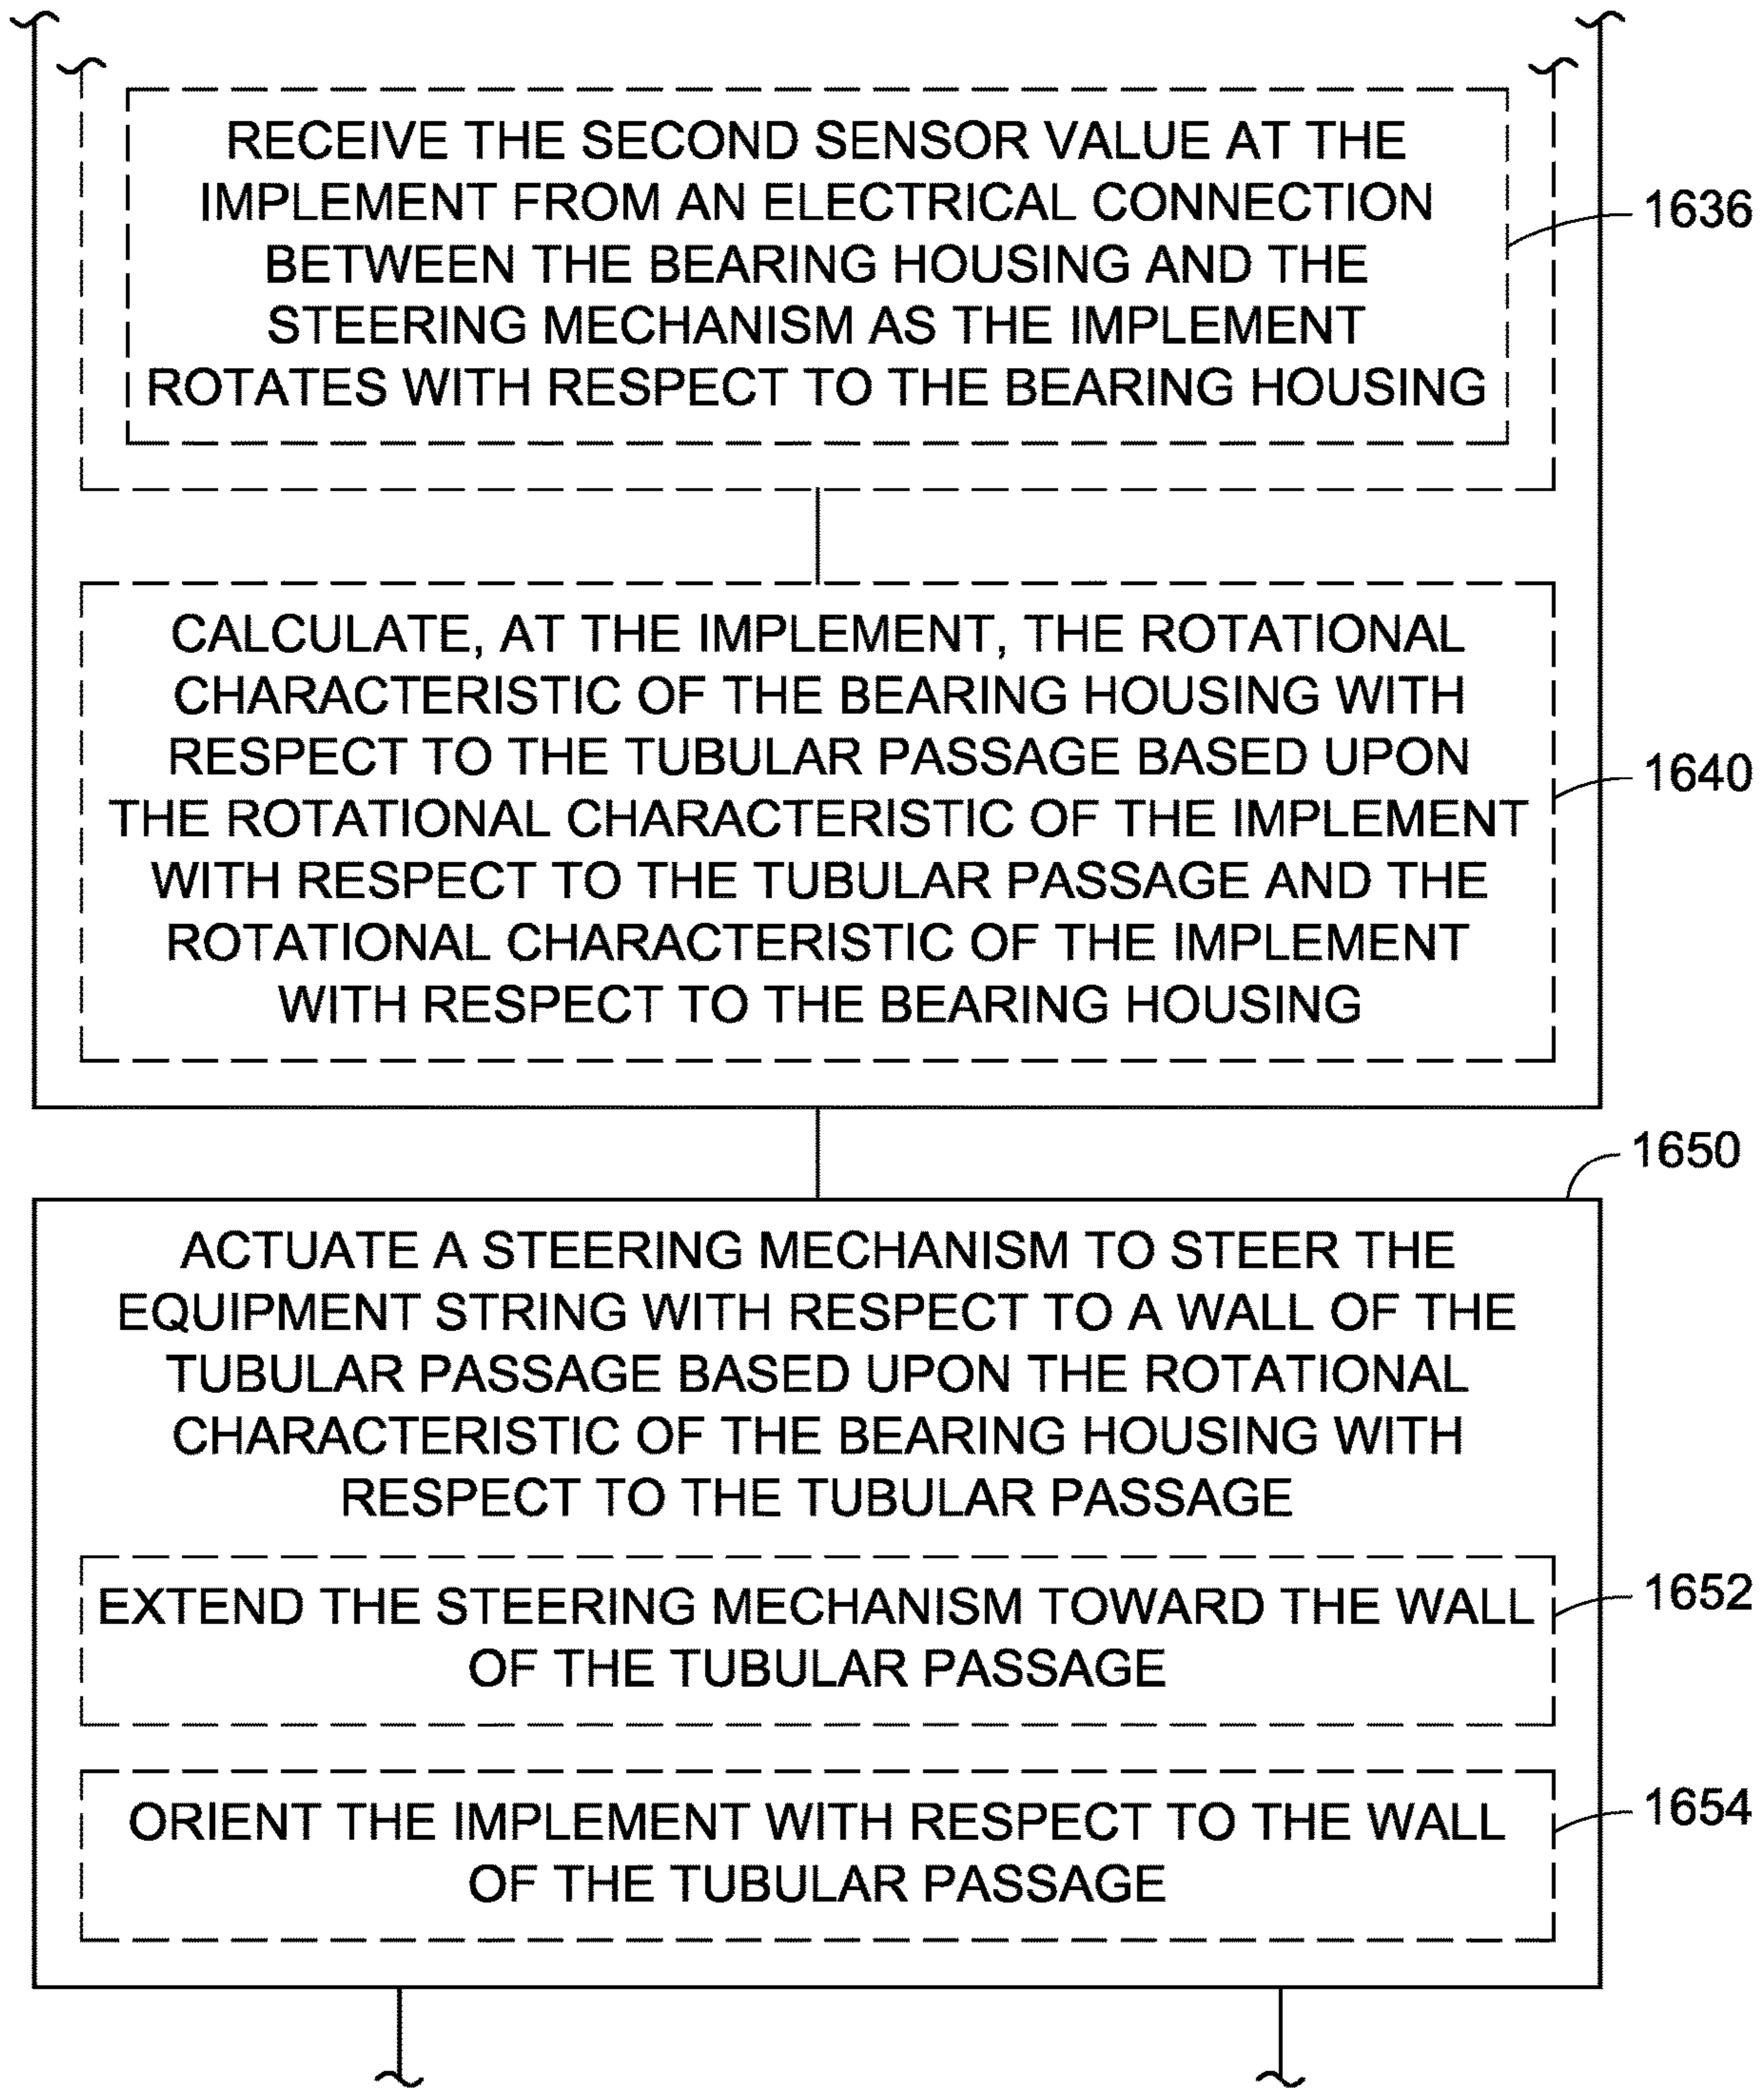 RECEIVE THE SECOND SENSOR VALUE AT THE
IMPLEMENT FROM AN ELECTRICAL CONNECTION
BETWEEN THE BEARING HOUSING AND THE
STEERING MECHANISM AS THE IMPLEMENT
ROTATES WITH RESPECT TO THE BEARING HOUSING
1636
CALCULATE, AT THE IMPLEMENT, THE ROTATIONAL
CHARACTERISTIC OF THE BEARING HOUSING WITH
RESPECT TO THE TUBULAR PASSAGE BASED UPON
THE ROTATIONAL CHARACTERISTIC OF THE IMPLEMENT
WITH RESPECT TO THE TUBULAR PASSAGE AND THE
ROTATIONAL CHARACTERISTIC OF THE IMPLEMENT
WITH RESPECT TO THE BEARING HOUSING
1640
1650
ACTUATE A STEERING MECHANISM TO STEER THE
EQUIPMENT STRING WITH RESPECT TO A WALL OF THE
TUBULAR PASSAGE BASED UPON THE ROTATIONAL
CHARACTERISTIC OF THE BEARING HOUSING WITH
RESPECT TO THE TUBULAR PASSAGE
EXTEND THE STEERING MECHANISM TOWARD THE WALL
OF THE TUBULAR PASSAGE
1652
ORIENT THE IMPLEMENT WITH RESPECT TO THE WALL
OF THE TUBULAR PASSAGE
1654